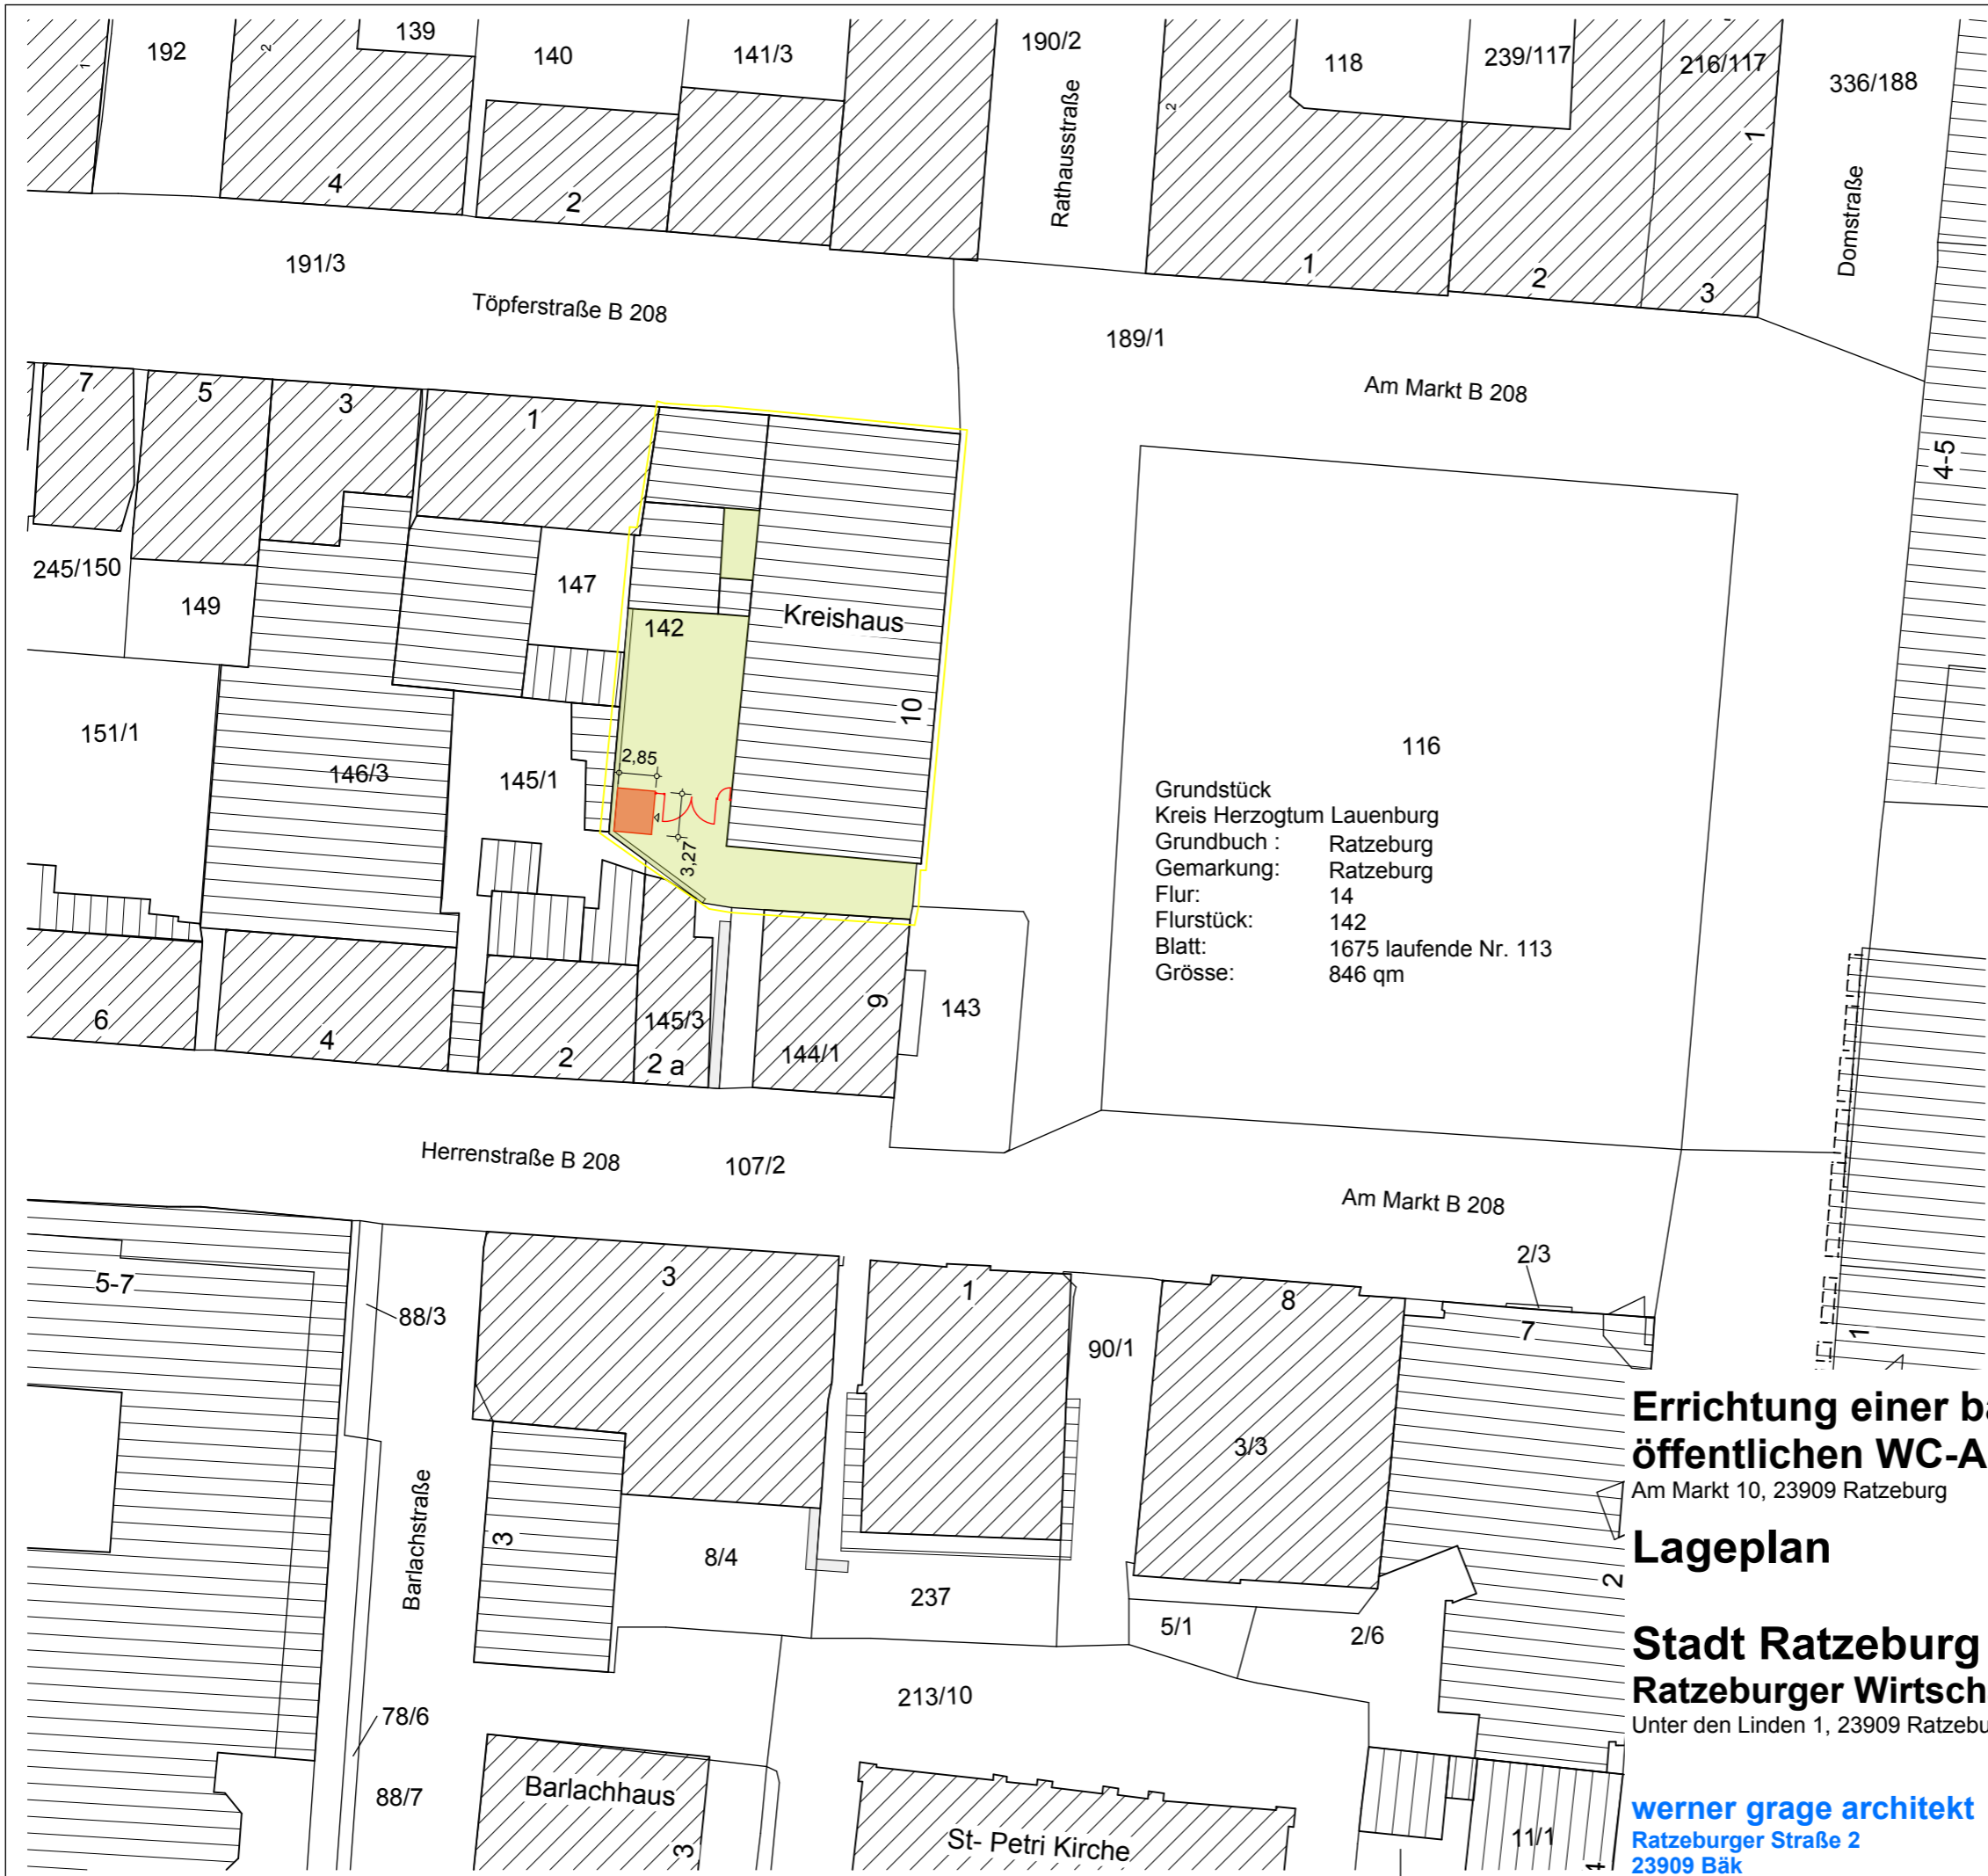 192
139
140
141/3
190/2
118
239/117
216/117
336/188
1
2
4
2
Rathausstraße
2
1
2
3
1
Domstraße
191/3
Töpferstraße B 208
189/1
Am Markt B 208
7
5
3
1
4-5
245/150
149
147
142
Kreishaus
10
151/1
146/3
145/1
2,85
3,27
116
Grundstück
Kreis Herzogtum Lauenburg
Grundbuch : Ratzeburg
Gemarkung: Ratzeburg
Flur: 14
Flurstück: 142
Blatt: 1675 laufende Nr. 113
Grösse: 846 qm
6
4
2
145/3
2 a
144/1
9
143
Herrenstraße B 208
107/2
Am Markt B 208
2/3
5-7
88/3
3
1
90/1
8
7
1
3/3
Barlachstraße
3
8/4
237
5/1
2/6
2
213/10
78/6
88/7
Barlachhaus
3
St- Petri Kirche
11/1
4
Errichtung einer ba
öffentlichen WC-A
Am Markt 10, 23909 Ratzeburg
Lageplan
Stadt Ratzeburg
Ratzeburger Wirtsch
Unter den Linden 1, 23909 Ratzebu
werner grage architekt
Ratzeburger Straße 2
23909 Bäk